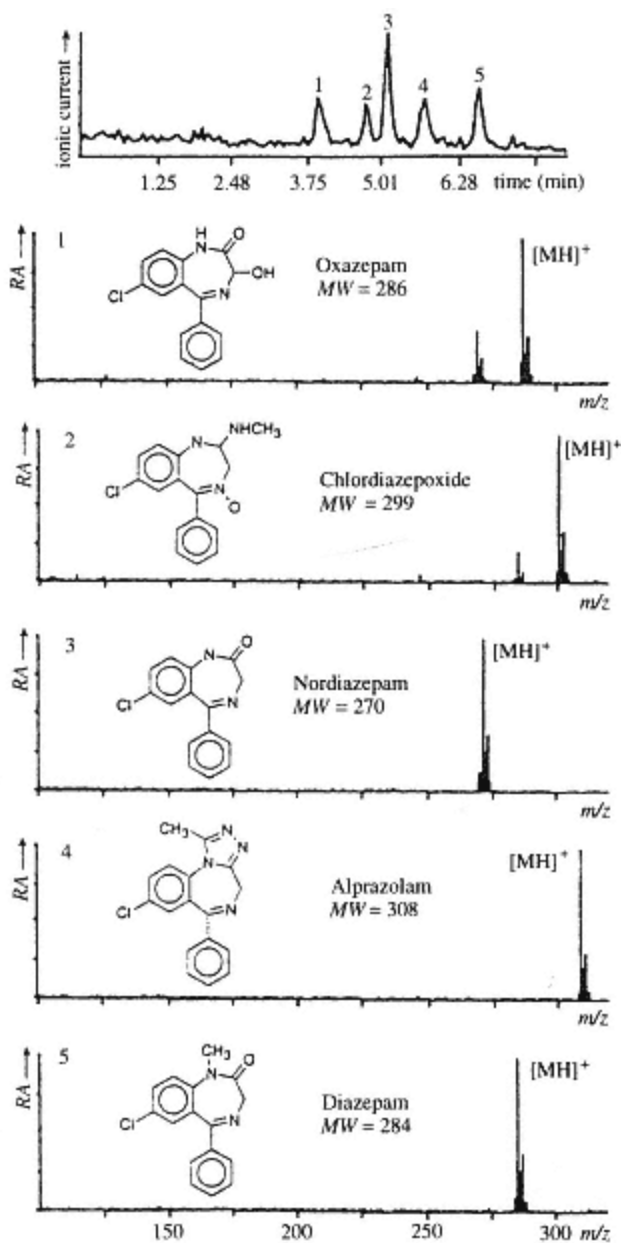 ionic current
1 2 3 4 5
1.25 2.48 3.75 5.01 6.28 time (min)
RA
1
H
N
O
OH
N
Cl
Oxazepam
MW = 286
[MH]+
m/z
RA
2
NHCH3
N
N
O
Cl
Chlordiazepoxide
MW = 299
[MH]+
m/z
RA
3
N
O
N
Cl
Nordiazepam
MW = 270
[MH]+
m/z
RA
4
CH3
N
N
N
N
Cl
Alprazolam
MW = 308
[MH]+
m/z
RA
5
CH3
N
O
N
Cl
Diazepam
MW = 284
[MH]+
150 200 250 300 m/z